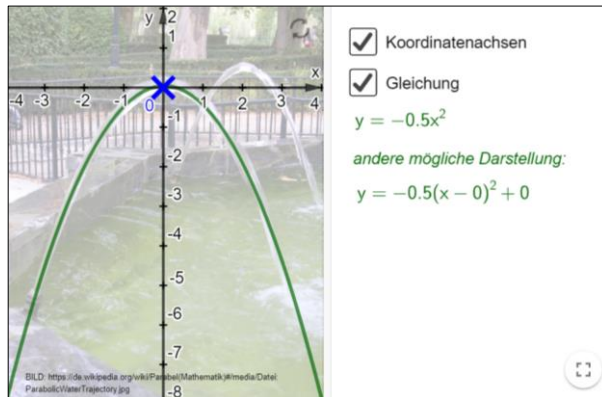 y
2
1
x
-4 -3 -2 -1 0 1 2 3 4
-1
-2
-3
-4
-5
-6
-7
-8
BILD: https://de.wikipedia.org/wiki/Parabel(Mathematik)#/media/Datei:
ParabolicWaterTrajectory.jpg
Koordinatenachsen
Gleichung
y = −0.5x²
andere mögliche Darstellung:
y = −0.5(x − 0)² + 0